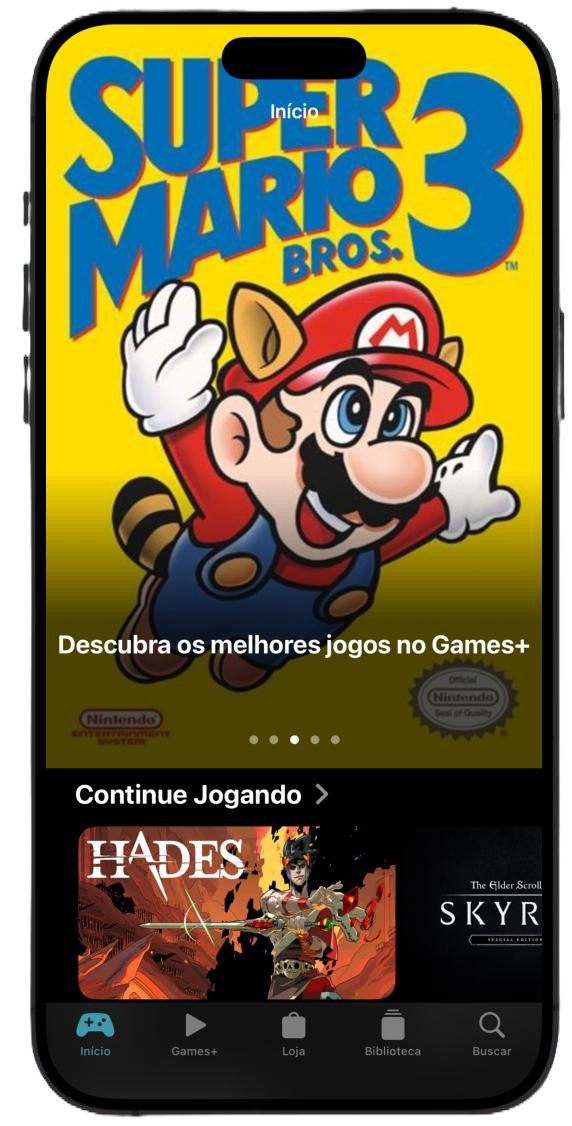 SUPER
Início
MARIO 3
BROS.
TM
M
Descubra os melhores jogos no Games+
Official
Nintendo
Seal of Quality
Nintendo
ENTERTAINMENT
SYSTEM
Continue Jogando
HADES
The Elder Scroll
SKYR
SPECIAL EDITION
Início
Games+
Loja
Biblioteca
Buscar